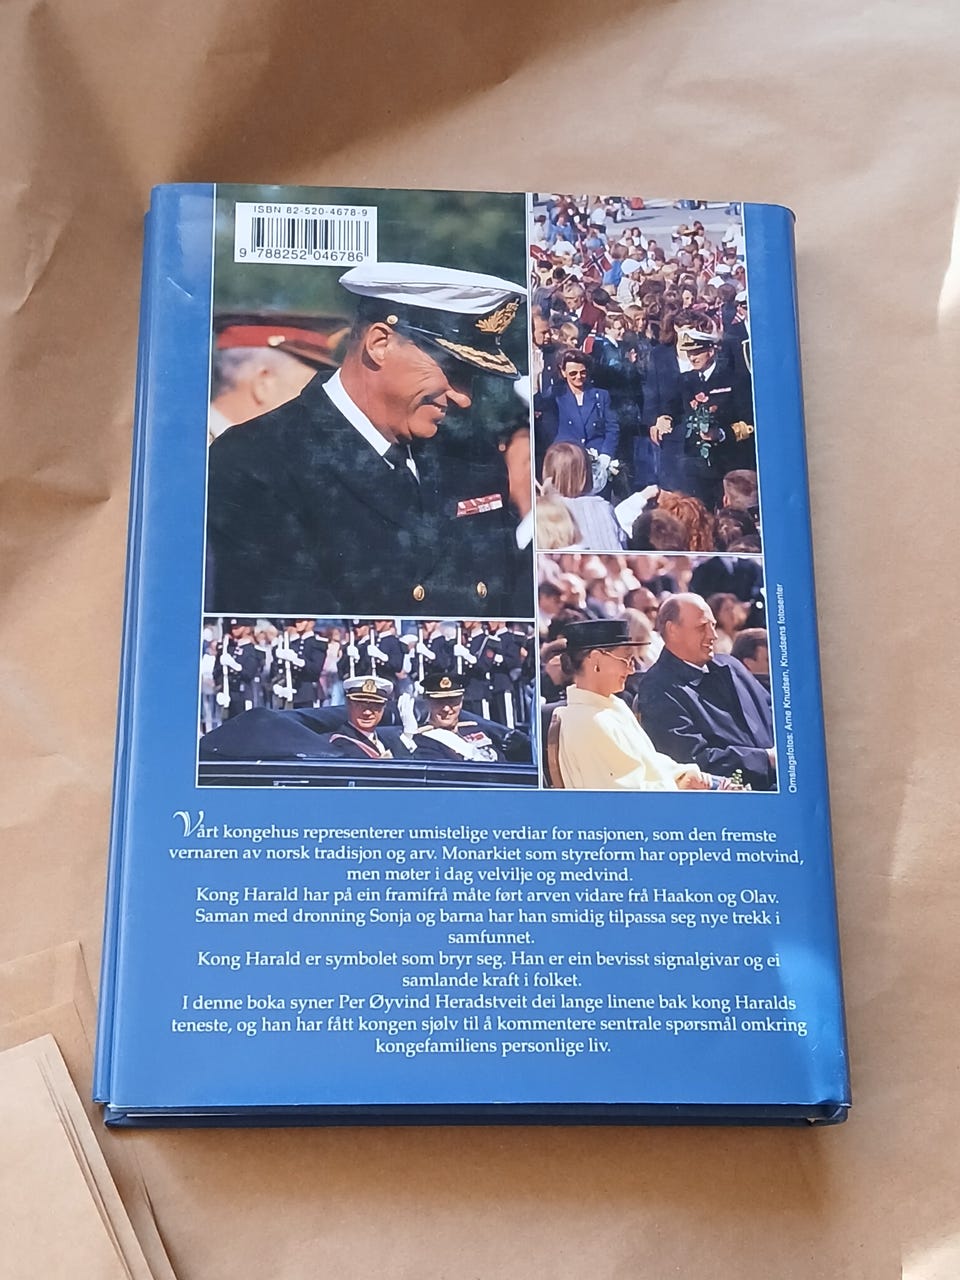 ISBN 82-520-4678-9
9 788252 046786
Omslagsfotos: Arne Knudsen, Knudsens fotosenter
Vårt kongehus representerer umistelige verdiar for nasjonen, som den fremste
vernaren av norsk tradisjon og arv. Monarkiet som styreform har opplevd motvind,
men møter i dag velvilje og medvind.
Kong Harald har på ein framifrå måte ført arven vidare frå Haakon og Olav.
Saman med dronning Sonja og barna har han smidig tilpassa seg nye trekk i
samfunnet.
Kong Harald er symbolet som bryr seg. Han er ein bevisst signalgivar og ei
samlande kraft i folket.
I denne boka syner Per Øyvind Heradstveit dei lange linene bak kong Haralds
teneste, og han har fått kongen sjølv til å kommentere sentrale spørsmål omkring
kongefamiliens personlige liv.